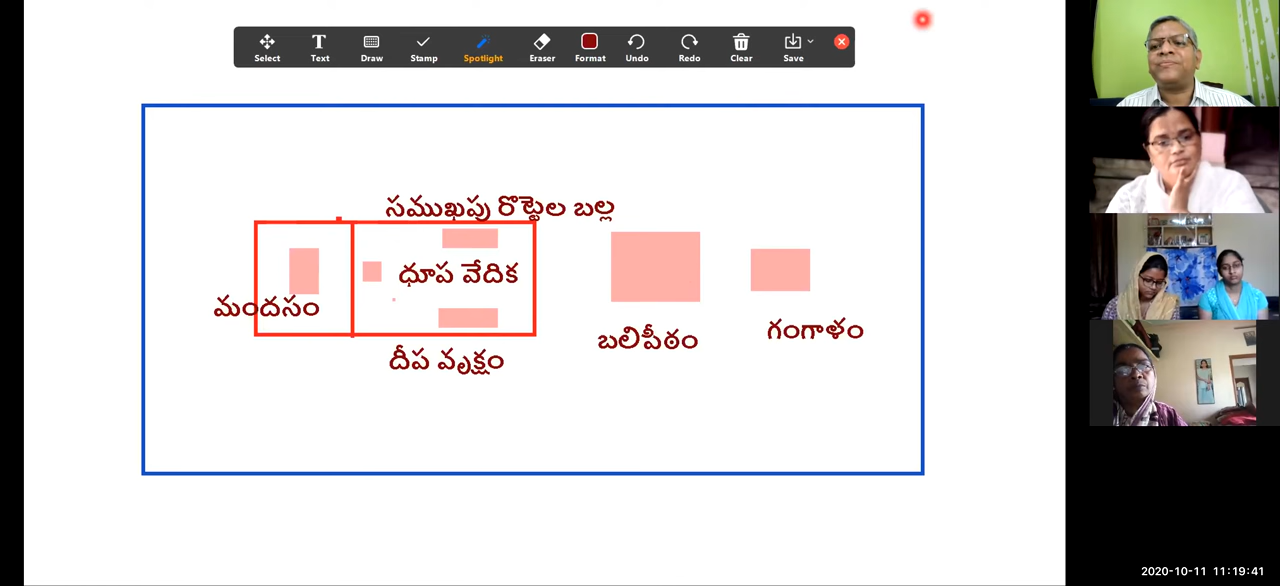 Select Text Draw Stamp Spotlight Eraser Format Undo Redo Clear Save
సముఖపు రొట్టెల బల్ల
ధూప వేదిక
మందసం
బలిపీఠం
గంగాళం
దీప వృక్షం
2020-10-11 11:19:41